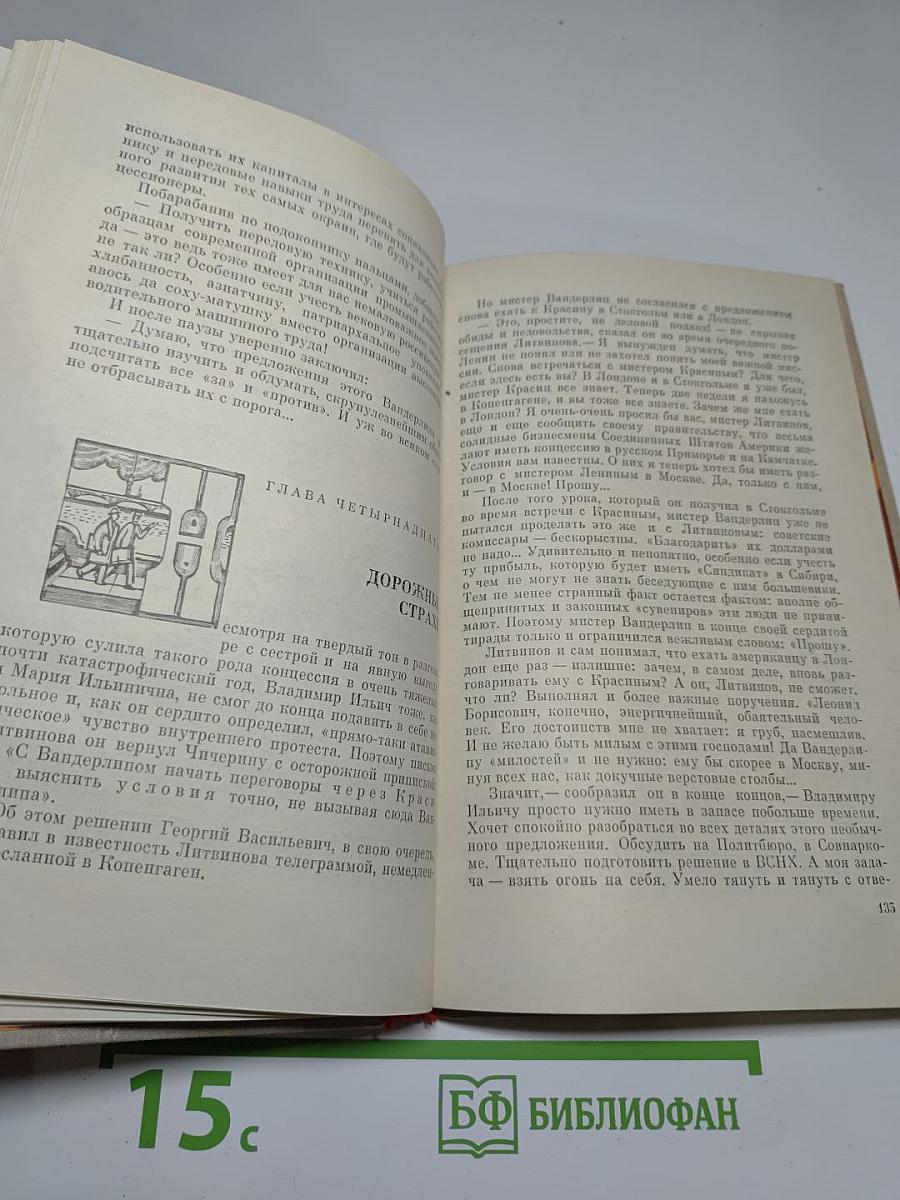 использовать их капиталы в интересах
нику и передовые навыки труда перенять для
ного развития тех самых окраин, где будут
цессионеры.
Побарабанив по подоконнику пальцами,
— Получить передовую технику, учиться
образцам современной организации
да — это ведь тоже имеет для нас немаловажное
не так ли? Особенно если учесть вековую
хлябанность, азиатчину, патриархальное
авось да соху-матушку вместо организации
водительного машинного труда!
И после паузы уверенно заключил:
— Думаю, что предложения этого Вандерлипа
тщательно изучить и обдумать, скрупулезнейшим
подсчитать все «за» и «против». И уж во всяком
не отбрасывать их с порога...
ГЛАВА ЧЕТЫРНАДЦАТ
ДОРОЖНЫ
СТРАХ
есмотря на твердый тон в разго
ре с сестрой и на явную выго
которую сулила такого рода концессия в очень тяжелый
почти катастрофический год, Владимир Ильич тоже,
и Мария Ильинична, не смог до конца подавить в себе
ольное и, как он сердито определил, «прямо-таки атави
ическое» чувство внутреннего протеста. Поэтому письмо
итвинова он вернул Чичерину с осторожной припиской
«С Вандерлипом начать переговоры через Крас
выяснить условия точно, не вызывая сюда Ван-
липа».
Об этом решении Георгий Васильевич, в свою очередь,
авил в известность Литвинова телеграммой, немедлен-
осланной в Копенгаген.
Но мистер Вандерлип не согласился с предложением
снова ехать к Красину в Стокгольм или в Лондон.
— Это, простите, не деловой подход! — не скрывая
обиды и недовольства, сказал он во время очередного по-
сещения Литвинова.— Я вынужден думать, что мистер
Ленин не понял или не захотел понять моей важной мис-
сии. Снова встречаться с мистером Красиным? Для чего,
если здесь есть вы? В Лондоне и в Стокгольме я уже был,
мистер Красин все знает. Теперь две недели я нахожусь
в Копенгагене, и вы тоже все знаете. Зачем же мне ехать
в Лондон? Я очень-очень просил бы вас, мистер Литвинов,
еще и еще сообщить своему правительству, что весьма
солидные бизнесмены Соединенных Штатов Америки же-
лают иметь концессию в русском Приморье и на Камчатке.
Условия вам известны. О них я теперь хотел бы иметь раз-
говор с мистером Лениным в Москве. Да, только с ним,
и — в Москве! Прошу...
После того урока, который он получил в Стокгольме
во время встречи с Красиным, мистер Вандерлип уже не
пытался проделать это же и с Литвиновым: советские
комиссары — бескорыстны. «Благодарить» их долларами
не надо... Удивительно и непонятно, особенно если учесть
ту прибыль, которую будет иметь «Синдикат» в Сибири,
о чем не могут не знать беседующие с ним большевики.
Тем не менее странный факт остается фактом: вполне об-
щепринятых и законных «сувениров» эти люди не прини-
мают. Поэтому мистер Вандерлип в конце своей сердитой
тирады только и ограничился вежливым словом: «Прошу».
Литвинов и сам понимал, что ехать американцу в Лон-
дон еще раз — излишне: зачем, в самом деле, вновь раз-
говаривать ему с Красиным? А он, Литвинов, не сможет,
что ли? Выполнял и более важные поручения. «Леонид
Борисович, конечно, энергичнейший, обаятельный чело-
век. Его достоинств мне не хватает: я груб, насмешлив.
И не желаю быть милым с этими господами! Да Вандерли-
пу «милостей» и не нужно: ему бы скорее в Москву, ми-
нуя всех нас, как докучные верстовые столбы...
Значит,— сообразил он в конце концов,— Владимиру
Ильичу просто нужно иметь в запасе побольше времени.
Хочет спокойно разобраться во всех деталях этого необыч-
ного предложения. Обсудить на Политбюро, в Совнарко-
ме. Тщательно подготовить решение в ВСНХ. А моя зада-
ча — взять огонь на себя. Умело тянуть и тянуть с отве-
135
15 с
БФ БИБЛИОФАН